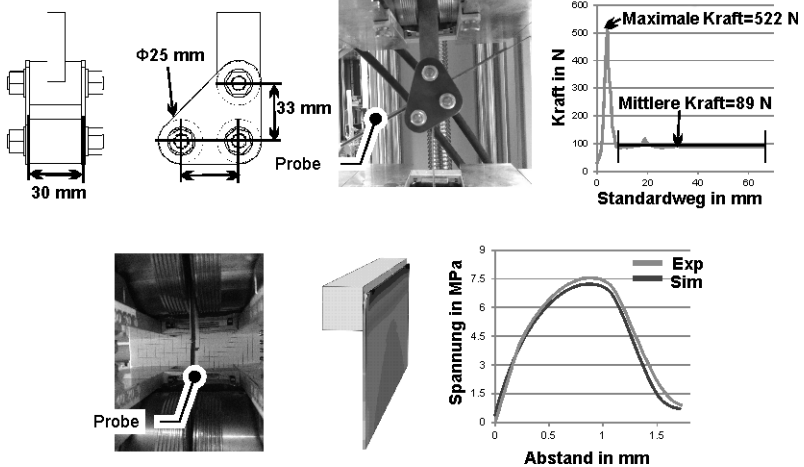 Φ25 mm
33 mm
30 mm
Probe
Kraft in N
600
500
400
300
200
100
0
Maximale Kraft=522 N
Mittlere Kraft=89 N
0 20 40 60
Standardweg in mm
Probe
Spannung in MPa
9
7.5
6
4.5
3
1.5
0
Exp
Sim
0 0.5 1 1.5
Abstand in mm